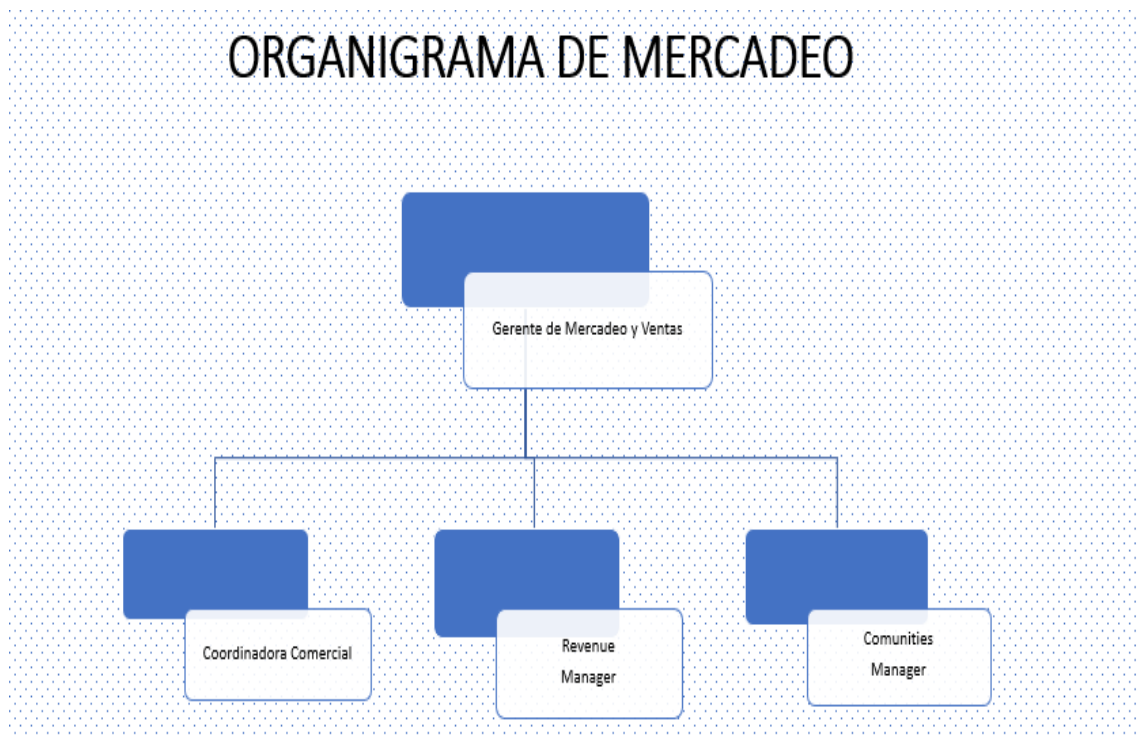 ORGANIGRAMA DE MERCADEO
Gerente de Mercadeo y Ventas
Coordinadora Comercial
Revenue
Manager
Comunities
Manager